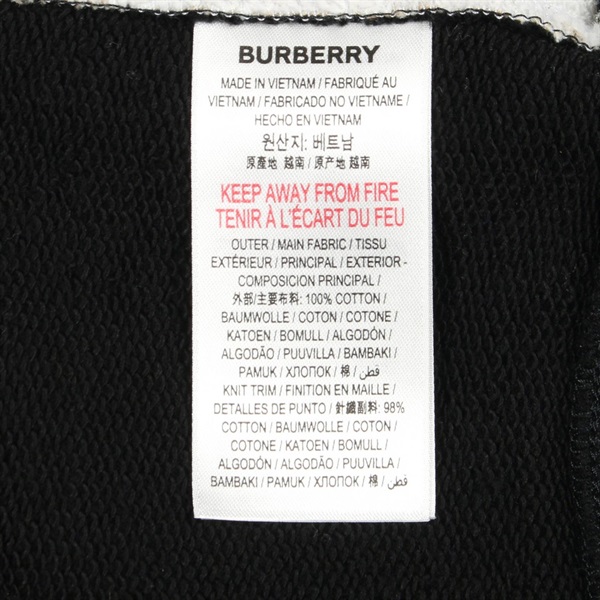 BURBERRY
MADE IN VIETNAM / FABRIQUÉ AU
VIETNAM / FABRICADO NO VIETNAME /
HECHO EN VIETNAM
원산지: 베트남
原產地 越南 / 原产地 越南
KEEP AWAY FROM FIRE
TENIR À L'ÉCART DU FEU
OUTER / MAIN FABRIC / TISSU
EXTÉRIEUR / PRINCIPAL / EXTERIOR -
COMPOSICION PRINCIPAL /
外部/主要布料: 100% COTTON /
BAUMWOLLE / COTON / COTONE /
KATOEN / BOMULL / ALGODÓN /
ALGODÃO / PUUVILLA / BAMBAKI /
PAMUK / ХЛОПОК / 棉 / قطن /
KNIT TRIM / FINITION EN MAILLE /
DETALLES DE PUNTO / 針織副料: 98%
COTTON / BAUMWOLLE / COTON /
COTONE / KATOEN / BOMULL /
ALGODÓN / ALGODÃO / PUUVILLA /
BAMBAKI / PAMUK / ХЛОПОК / 棉 / قطن /